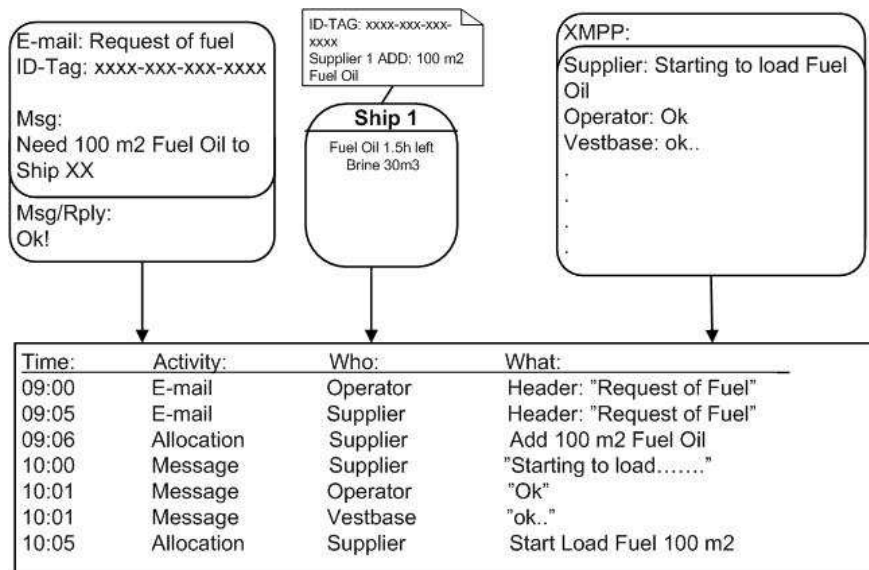 E-mail: Request of fuel
ID-Tag: xxxx-xxx-xxx-xxxx
Msg:
Need 100 m2 Fuel Oil to
Ship XX
Msg/Rply:
Ok!
ID-TAG: xxxx-xxx-xxx-
xxxx
Supplier 1 ADD: 100 m2
Fuel Oil
Ship 1
Fuel Oil 1.5h left
Brine 30m3
XMPP:
Supplier: Starting to load Fuel
Oil
Operator: Ok
Vestbase: ok..
.
.
.
.
Time: Activity: Who: What:
09:00 E-mail Operator Header: ”Request of Fuel”
09:05 E-mail Supplier Header: ”Request of Fuel”
09:06 Allocation Supplier Add 100 m2 Fuel Oil
10:00 Message Supplier ”Starting to load…….”
10:01 Message Operator ”Ok”
10:01 Message Vestbase ”ok..”
10:05 Allocation Supplier Start Load Fuel 100 m2